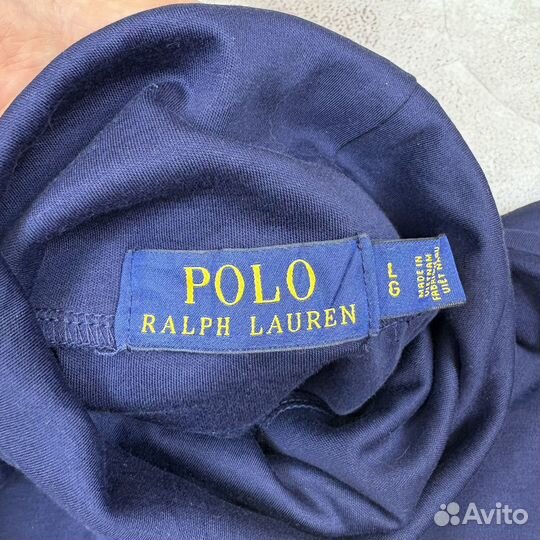 POLO
RALPH LAUREN
L
G
MADE IN
VIETNAM
Avito